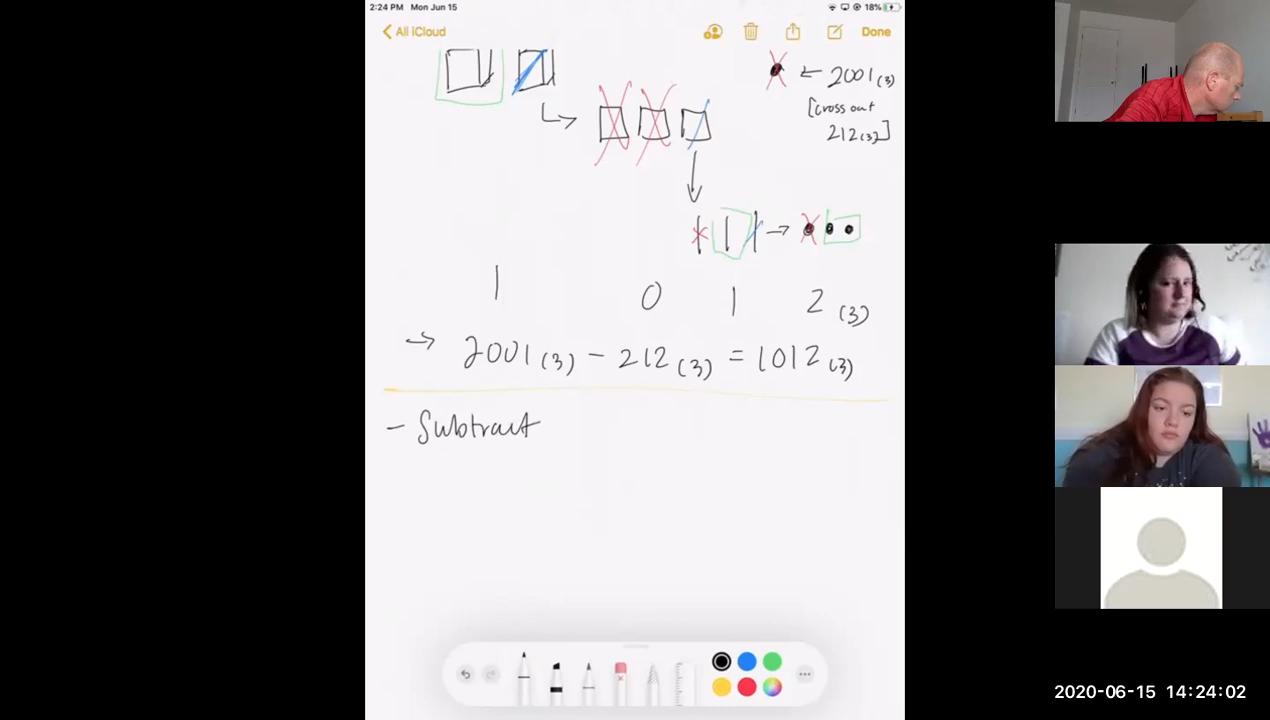 2:24 PM Mon Jun 15 18%
All iCloud Done
← 2001(3)
[cross out
212(3)]
1 0 1 2 (3)
→ 2001(3) - 212(3) = 1012(3)
- Subtract
2020-06-15 14:24:02